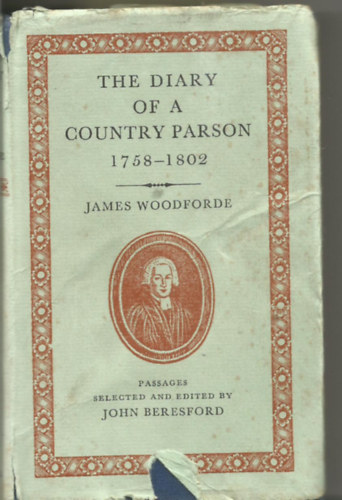 THE DIARY
OF A
COUNTRY PARSON
1758–1802
JAMES WOODFORDE
PASSAGES
SELECTED AND EDITED BY
JOHN BERESFORD